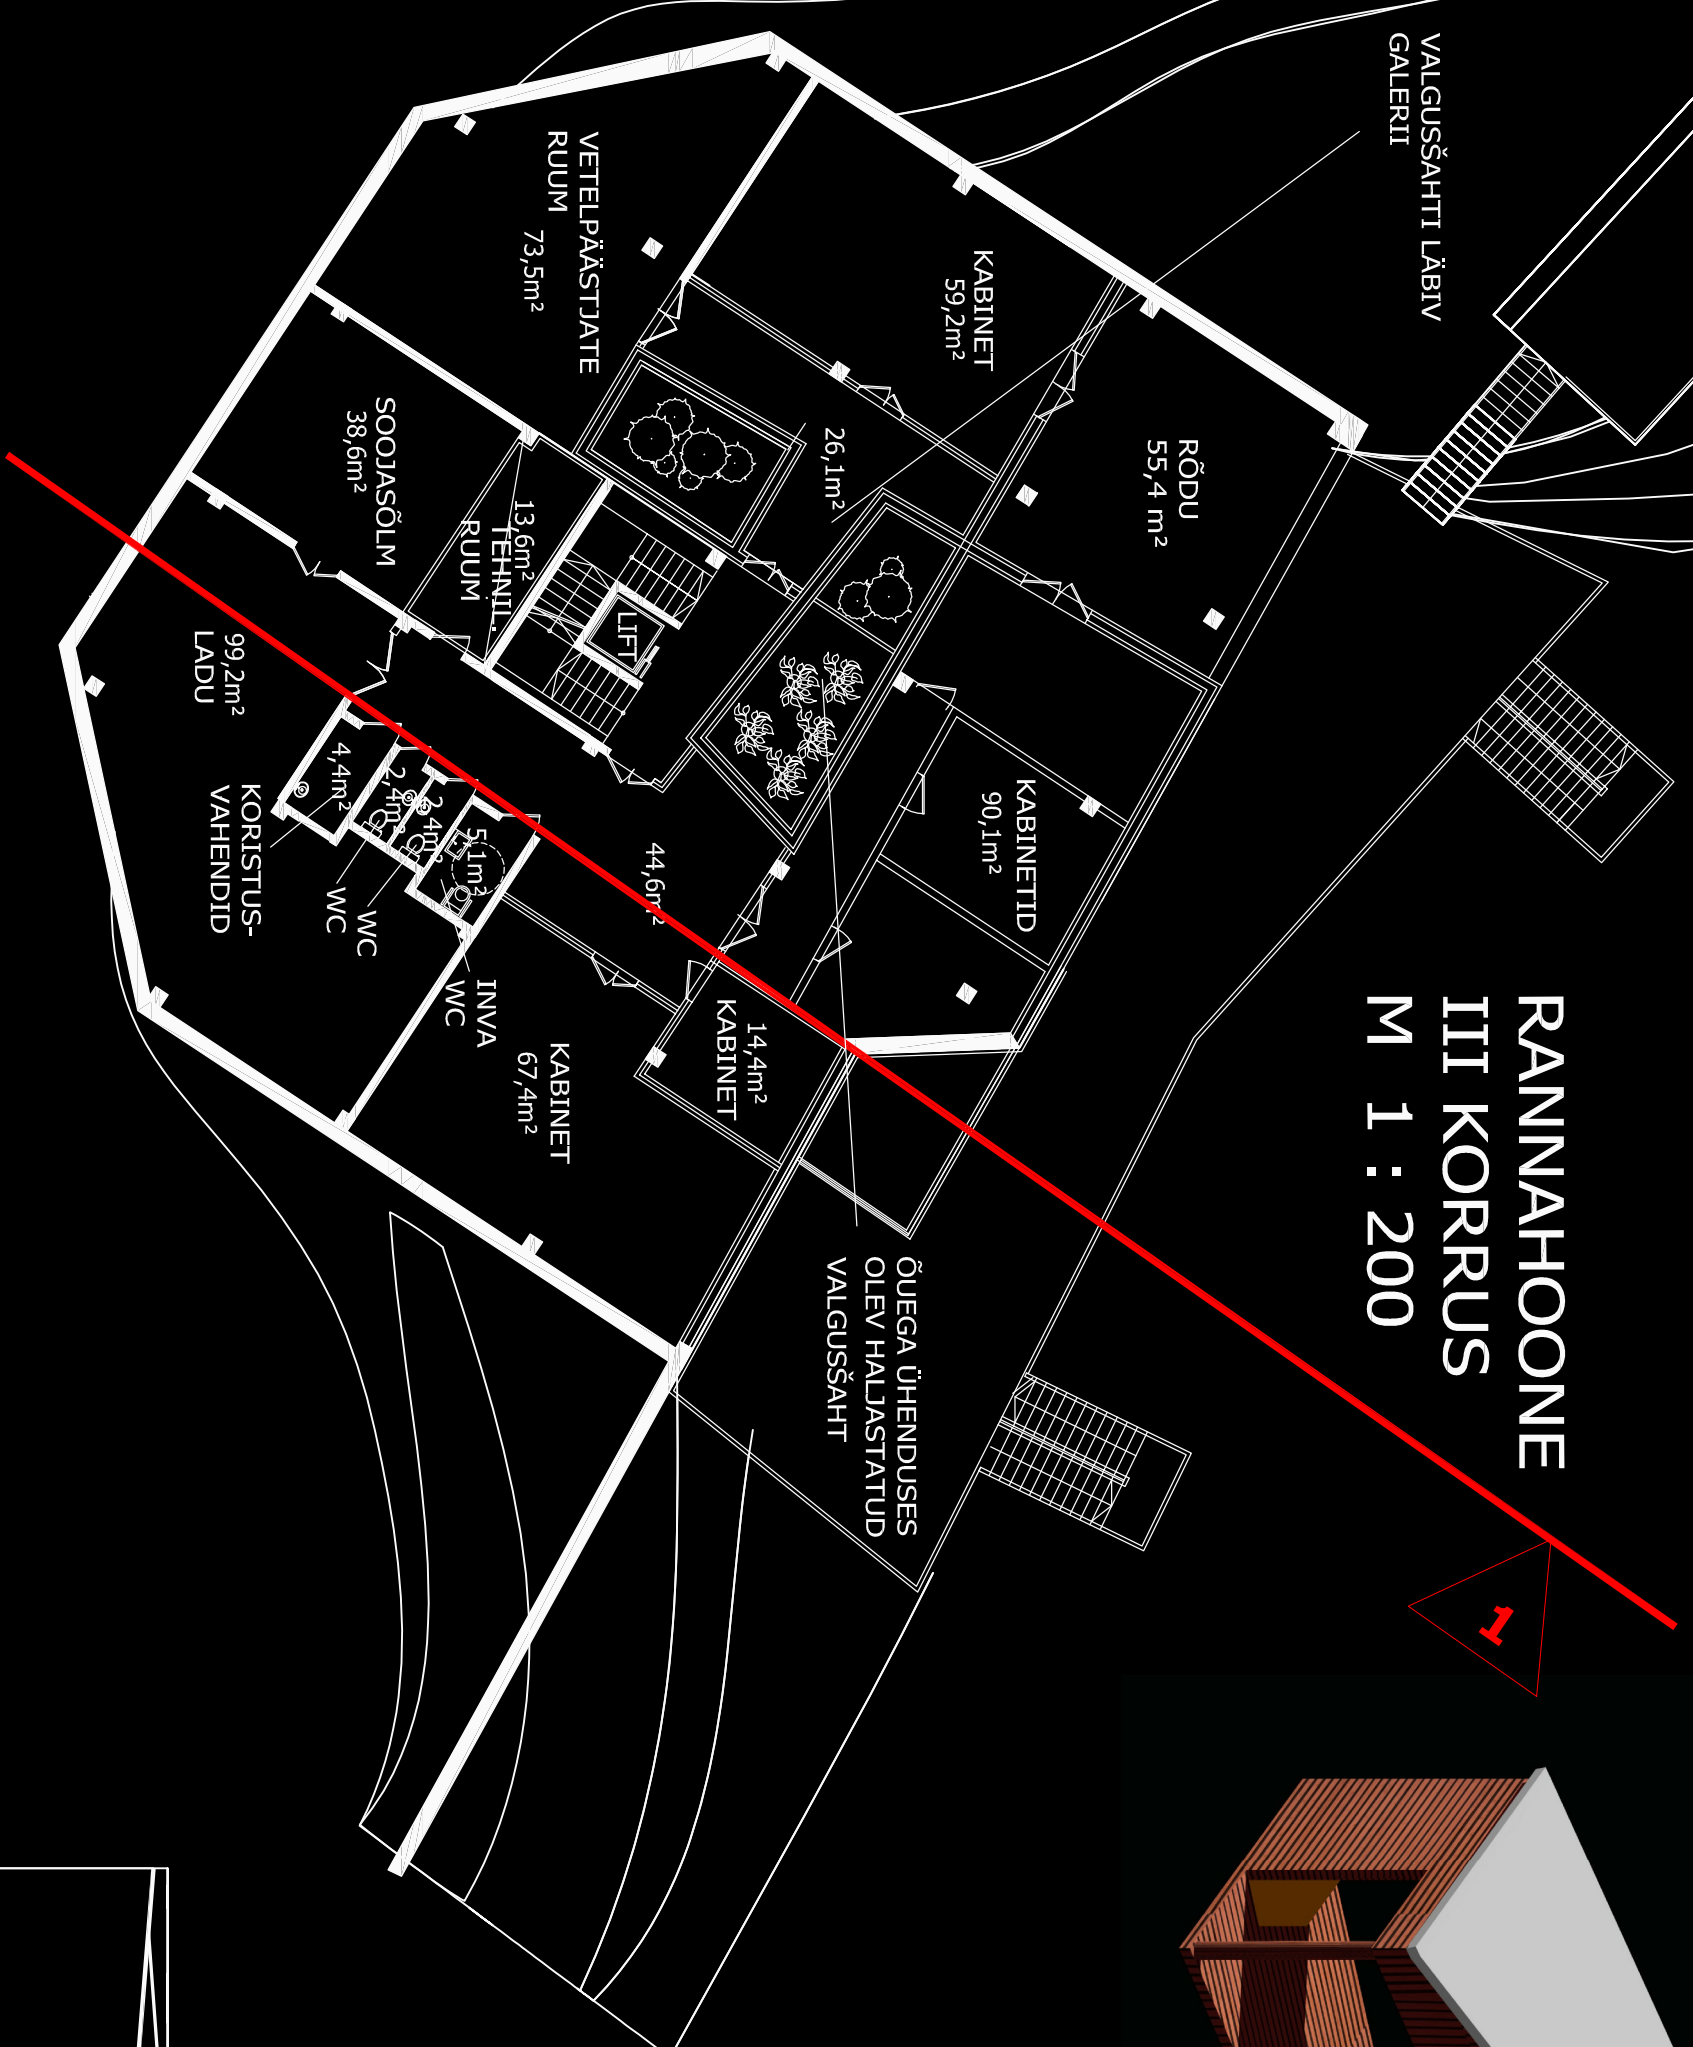 RANNAHOONE
III KORRUS
M 1 : 200
VALGUSŠAHTI LÄBIV
GALERII
RÕDU
55,4 m²
KABINET
59,2m²
VETELPÄÄSTJATE
RUUM
73,5m²
26,1m²
SOOJASÕLM
38,6m²
13,6m²
TEHNIL.
RUUM
LIFT
99,2m²
LADU
4,4m²
2,4m²
2,4m²
5,1m²
KORISTUS-
VAHENDID
WC
WC
INVA
WC
44,6m²
KABINETID
90,1m²
14,4m²
KABINET
KABINET
67,4m²
ÕUEGA ÜHENDUSES
OLEV HALJASTATUD
VALGUSŠAHT
1